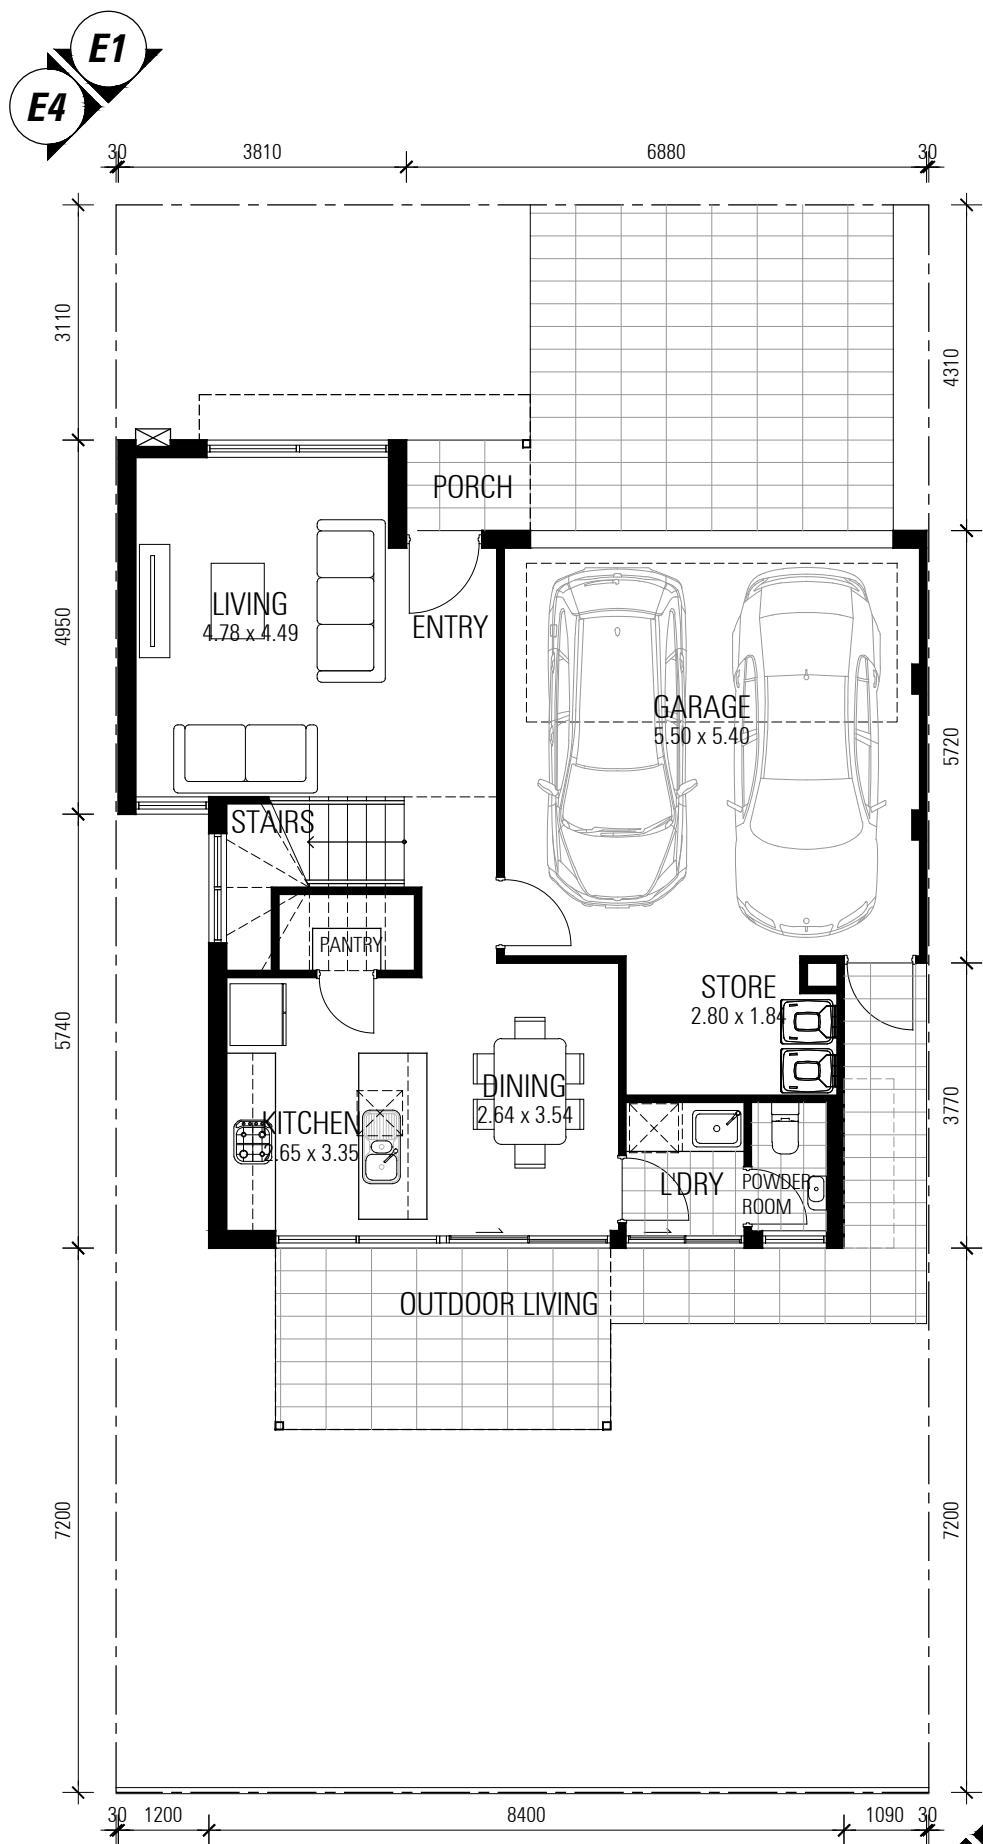 E1
E4
30
3810
6880
30
3110
4310
PORCH
LIVING
4.78 x 4.49
ENTRY
4950
GARAGE
5.50 x 5.40
5720
STAIRS
PANTRY
STORE
2.80 x 1.84
5740
DINING
2.64 x 3.54
KITCHEN
2.65 x 3.35
3770
L'DRY
POWDER
ROOM
OUTDOOR LIVING
7200
7200
30
1200
8400
1090
30